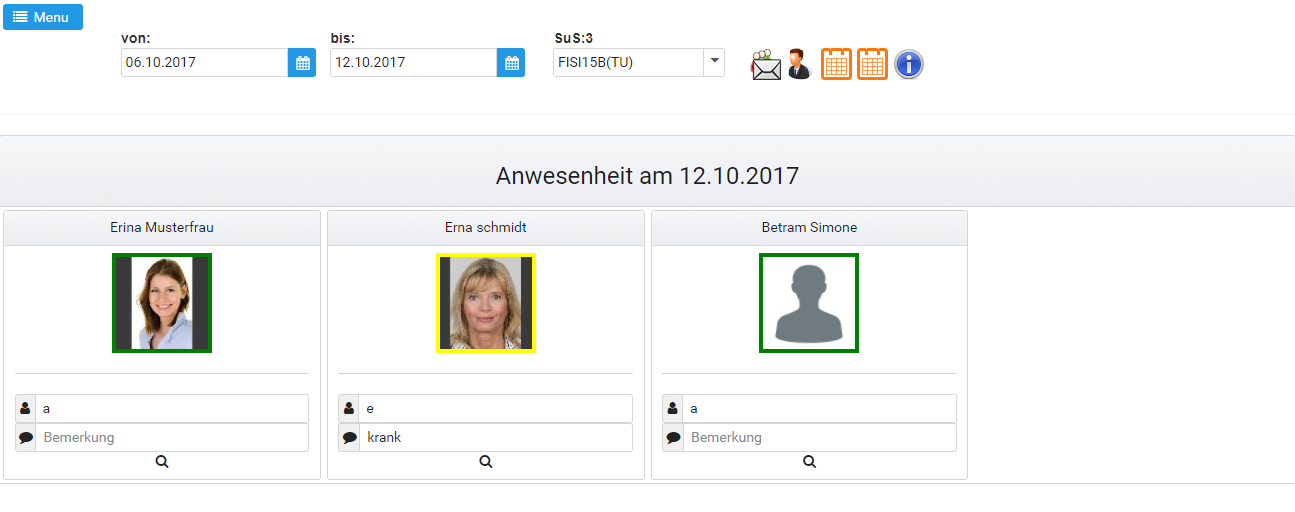 Menu
von: bis: SuS:3
06.10.2017 12.10.2017 FISI15B(TU)
Anwesenheit am 12.10.2017
Erina Musterfrau Erna schmidt Betram Simone
a e a
Bemerkung krank Bemerkung